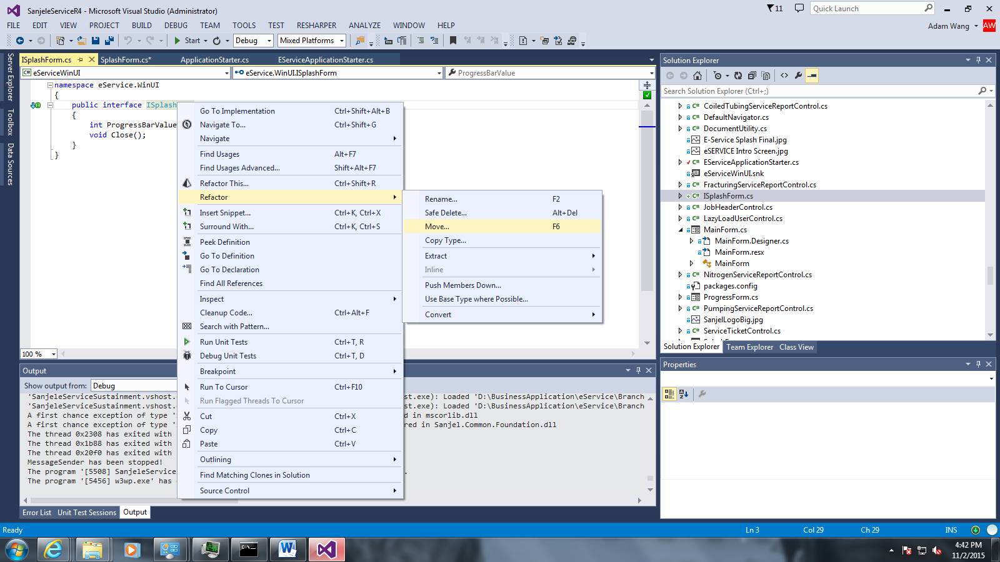 SanjeleServiceR4 - Microsoft Visual Studio (Administrator)
11
Quick Launch
FILE EDIT VIEW PROJECT BUILD DEBUG TEAM TOOLS TEST RESHARPER ANALYZE WINDOW HELP
Adam Wang AW
Start Debug Mixed Platforms
Server Explorer
Toolbox
Data Sources
ISplashForm.cs SplashForm.cs* ApplicationStarter.cs EServiceApplicationStarter.cs
eServiceWinUI eService.WinUI.ISplashForm ProgressBarValue
namespace eService.WinUI
{
public interface ISplash
{
int ProgressBarValue
void Close();
}
}
100 %
Go To Implementation Ctrl+Shift+Alt+B
Navigate To... Ctrl+Shift+G
Navigate
Find Usages Alt+F7
Find Usages Advanced... Shift+Alt+F7
Refactor This... Ctrl+Shift+R
Refactor
Insert Snippet... Ctrl+K, Ctrl+X
Surround With... Ctrl+K, Ctrl+S
Peek Definition
Go To Definition
Go To Declaration
Find All References
Inspect
Cleanup Code... Ctrl+Alt+F
Search with Pattern...
Run Unit Tests Ctrl+T, R
Debug Unit Tests Ctrl+T, D
Breakpoint
Run To Cursor Ctrl+F10
Run Flagged Threads To Cursor
Cut Ctrl+X
Copy Ctrl+C
Paste Ctrl+V
Outlining
Find Matching Clones in Solution
Source Control
Rename... F2
Safe Delete... Alt+Del
Move... F6
Copy Type...
Extract
Inline
Push Members Down...
Use Base Type where Possible...
Convert
Output
Show output from: Debug
'SanjeleServiceSustainment.vshost. st.exe): Loaded 'D:\BusinessApplication\eService\Branche
'SanjeleServiceSustainment.vshost. st.exe): Loaded 'D:\BusinessApplication\eService\Branche
A first chance exception of type ' d in mscorlib.dll
A first chance exception of type ' red in Sanjel.Common.Foundation.dll
The thread 0x2308 has exited with
The thread 0x1b88 has exited with
The thread 0x20f0 has exited with
MessageSender has been stopped!
The program '[5508] SanjeleService .
The program '[5456] w3wp.exe' has
Error List Unit Test Sessions Output
Solution Explorer
Search Solution Explorer (Ctrl+;)
C# CoiledTubingServiceReportControl.cs
C# DefaultNavigator.cs
C# DocumentUtility.cs
E-Service Splash Final.jpg
eSERVICE Intro Screen.jpg
C# EServiceApplicationStarter.cs
eServiceWinUI.snk
C# FracturingServiceReportControl.cs
C# ISplashForm.cs
C# JobHeaderControl.cs
C# LazyLoadUserControl.cs
MainForm.cs
MainForm.Designer.cs
MainForm.resx
MainForm
C# NitrogenServiceReportControl.cs
packages.config
ProgressForm.cs
C# PumpingServiceReportControl.cs
SanjelLogoBig.jpg
C# ServiceTicketControl.cs
Solution Explorer Team Explorer Class View
Properties
Ready Ln 3 Col 29 Ch 29 INS
4:42 PM
11/2/2015